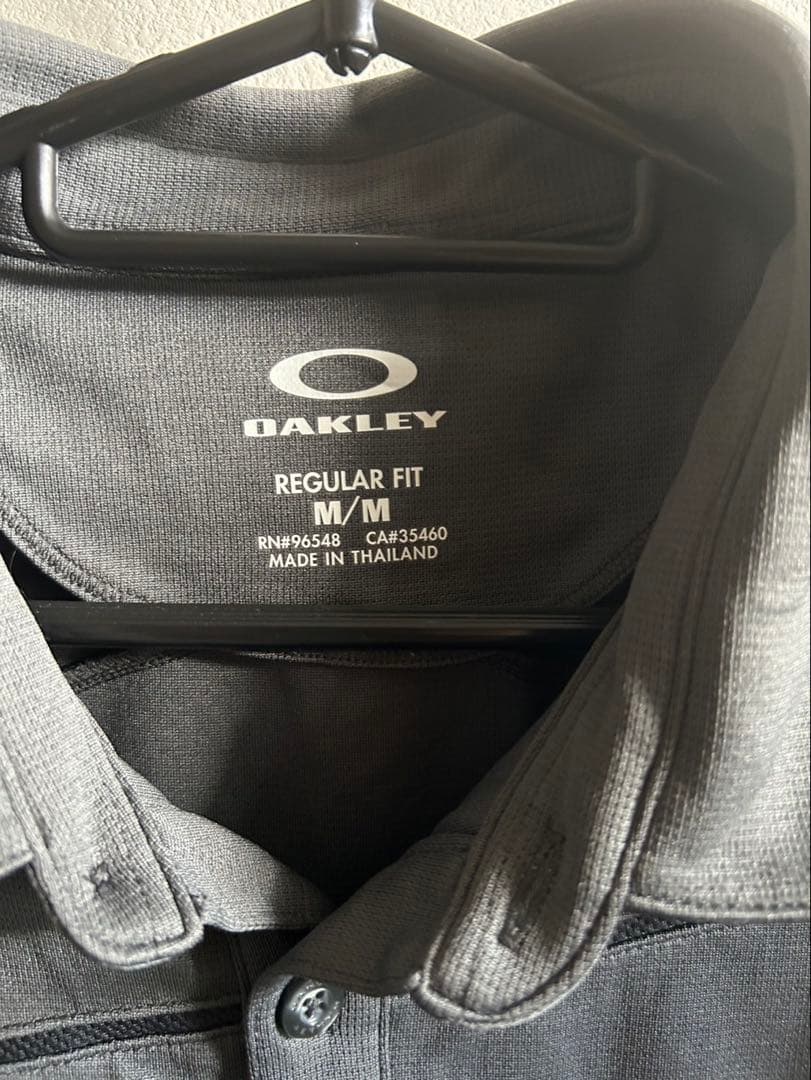 OAKLEY
REGULAR FIT
M/M
RN#96548 CA#35460
MADE IN THAILAND